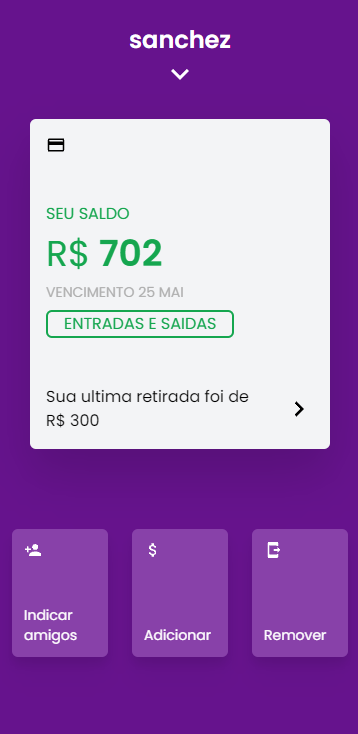 sanchez
SEU SALDO
R$ 702
VENCIMENTO 25 MAI
ENTRADAS E SAIDAS
Sua ultima retirada foi de
R$ 300
Indicar
amigos
Adicionar
Remover